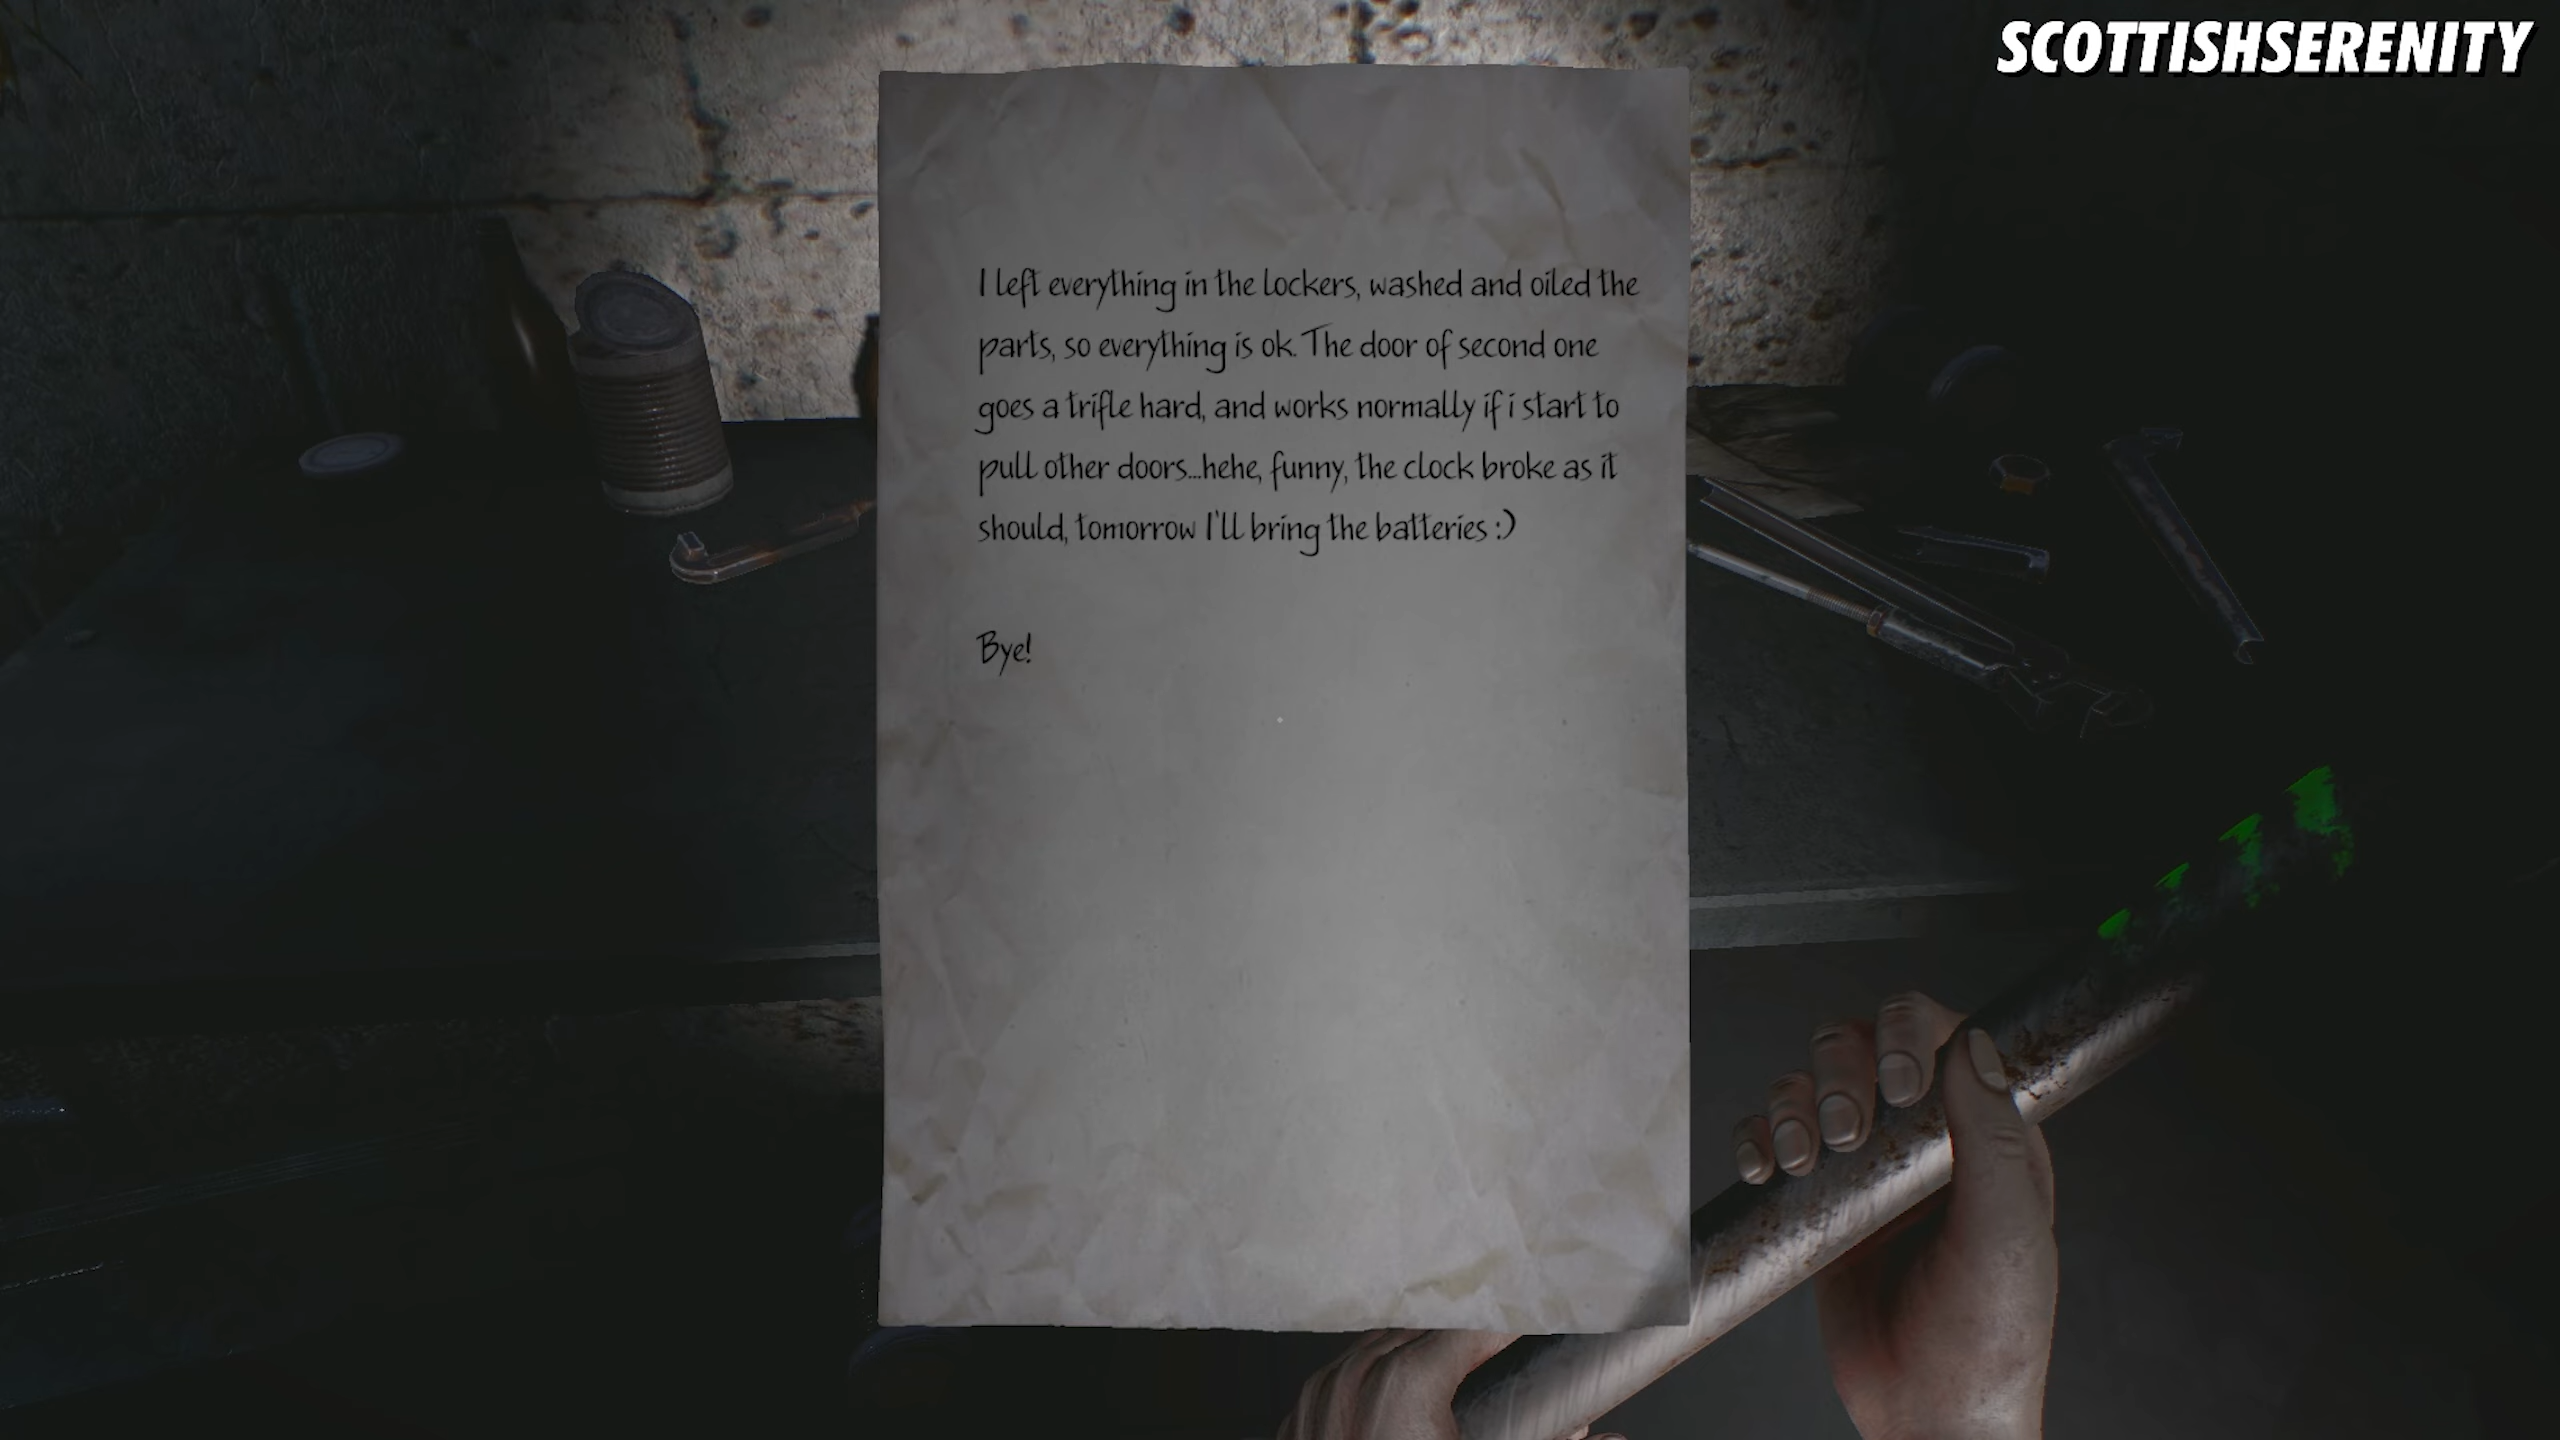 SCOTTISHSERENITY
I left everything in the lockers, washed and oiled the
parts, so everything is ok. The door of second one
goes a trifle hard, and works normally if i start to
pull other doors...hehe, funny, the clock broke as it
should, tomorrow I'll bring the batteries :)
Bye!